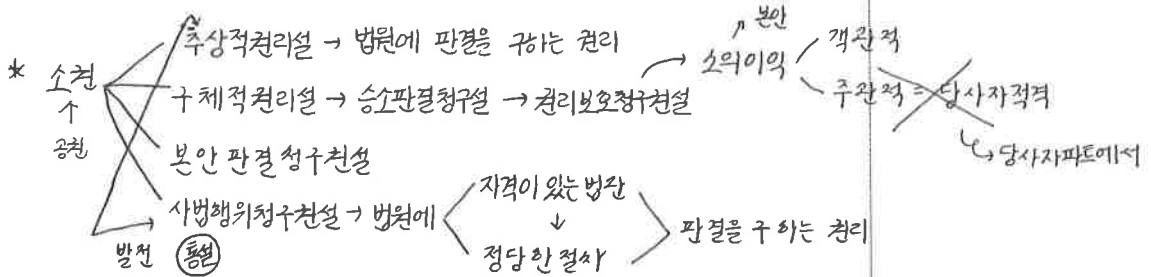 * 소권
↑
공권
추상적권리설 → 법원에 판결을 구하는 권리
구체적권리설 → 승소판결청구설 → 권리보호청구권설
본안판결청구권설
사법행위청구권설 → 법원에
발전 통설
자격이 있는 법관
↓
정당한 절차
판결을 구하는 권리
본안
소의이익
객관적
주관적 = 당사자적격
당사자파트에서